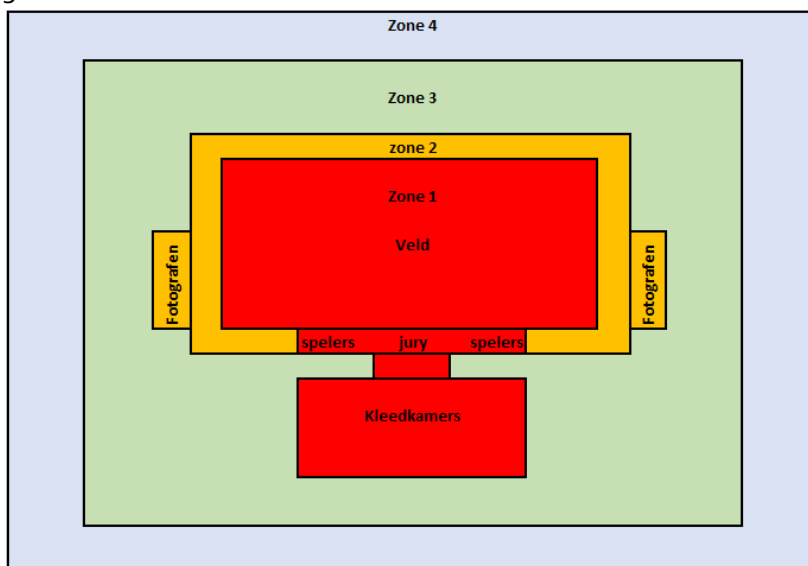 Zone 4
Zone 3
zone 2
Zone 1
Veld
Fotografen
Fotografen
spelers jury spelers
Kleedkamers